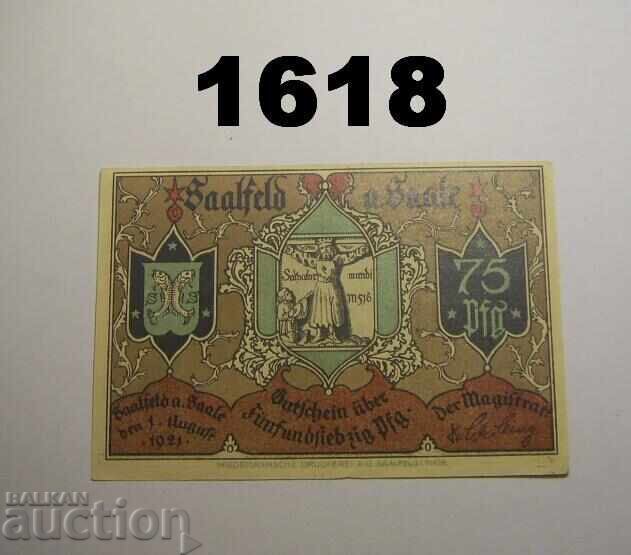 1618
Saalfeld a. Saale
Salvator mundi
M 516
S S
75
Pfg
Saalfeld a. Saale
den 1. August
1921.
Gutschein über
Fünfundsiebzig Pfg.
Der Magistrat
BALKAN
auction